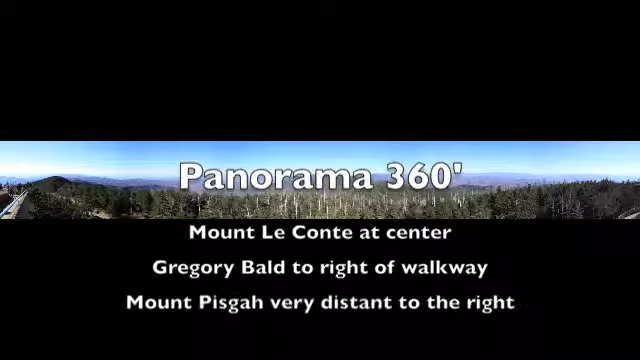 Panorama 360'
Mount Le Conte at center
Gregory Bald to right of walkway
Mount Pisgah very distant to the right